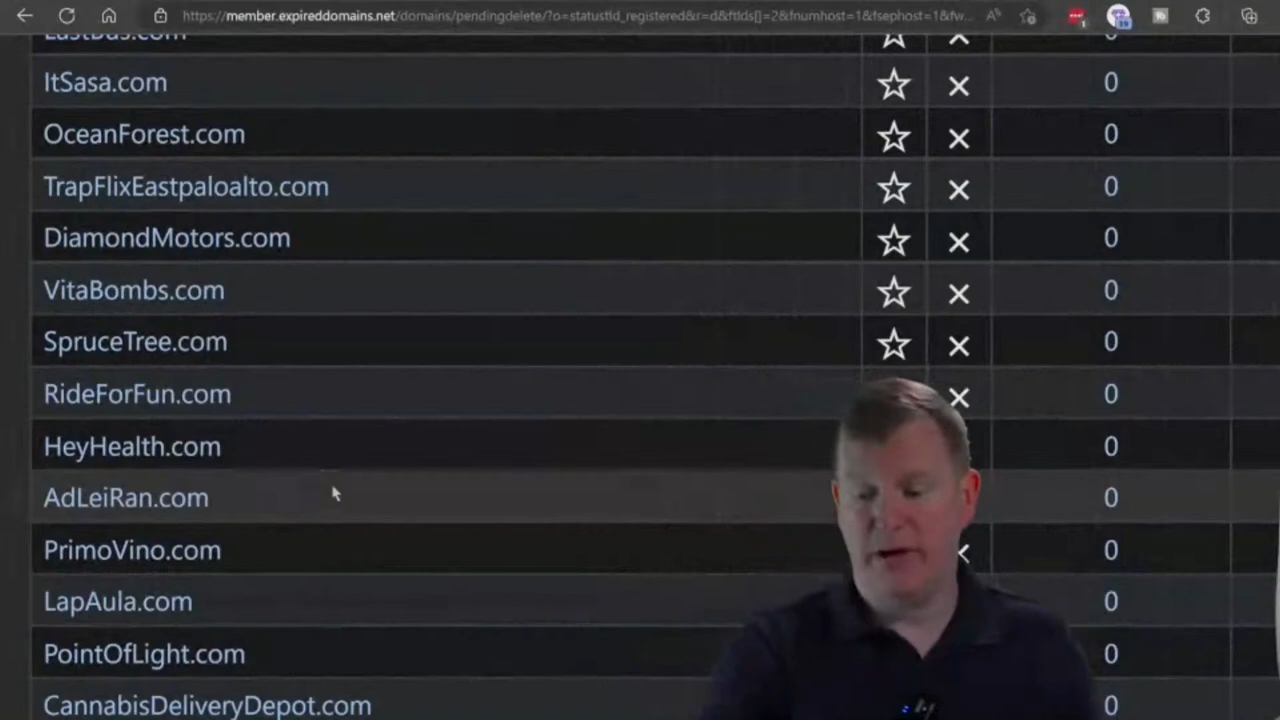 https://member.expireddomains.net/domains/pendingdelete/?o=statustld_registered&r=d&ftlds[]=2&fnumhost=1&fsephost=1&fw...
LastBus.com
ItSasa.com 0
OceanForest.com 0
TrapFlixEastpaloalto.com 0
DiamondMotors.com 0
VitaBombs.com 0
SpruceTree.com 0
RideForFun.com 0
HeyHealth.com 0
AdLeiRan.com 0
PrimoVino.com 0
LapAula.com 0
PointOfLight.com 0
CannabisDeliveryDepot.com 0